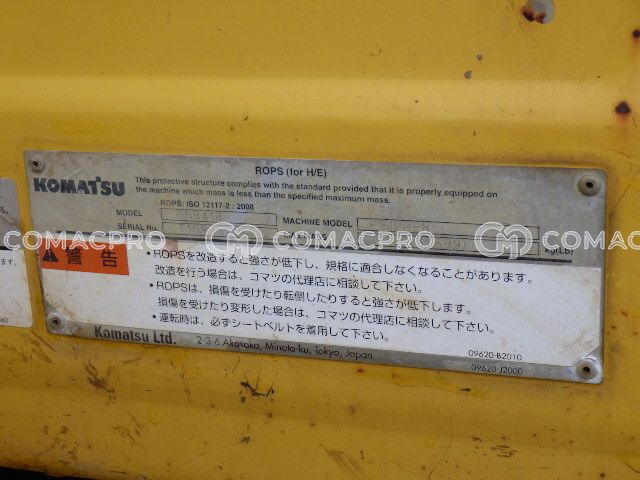 ROPS (for H/E)
KOMATSU
This protective structure complies with the standard provided that it is properly equipped on
the machine which mass is less than the specified maximum mass.
ROPS: ISO 12117-2 : 2008
MODEL
MACHINE MODEL
SERIAL No.
kg(Lb)
COMACPRO COMACPRO COMACPRO
警告
• ROPSを改造すると強さが低下し、規格に適合しなくなることがあります。
改造を行う場合は、コマツの代理店に相談して下さい。
• ROPSは、損傷を受けたり転倒したりすると強さが低下します。
損傷を受けたり変形した場合は、コマツの代理店に相談して下さい。
• 運転時は、必ずシートベルトを着用して下さい。
Komatsu Ltd. 2-3-6 Akasaka, Minato-ku, Tokyo, Japan
09620-B2010
09620-J2000